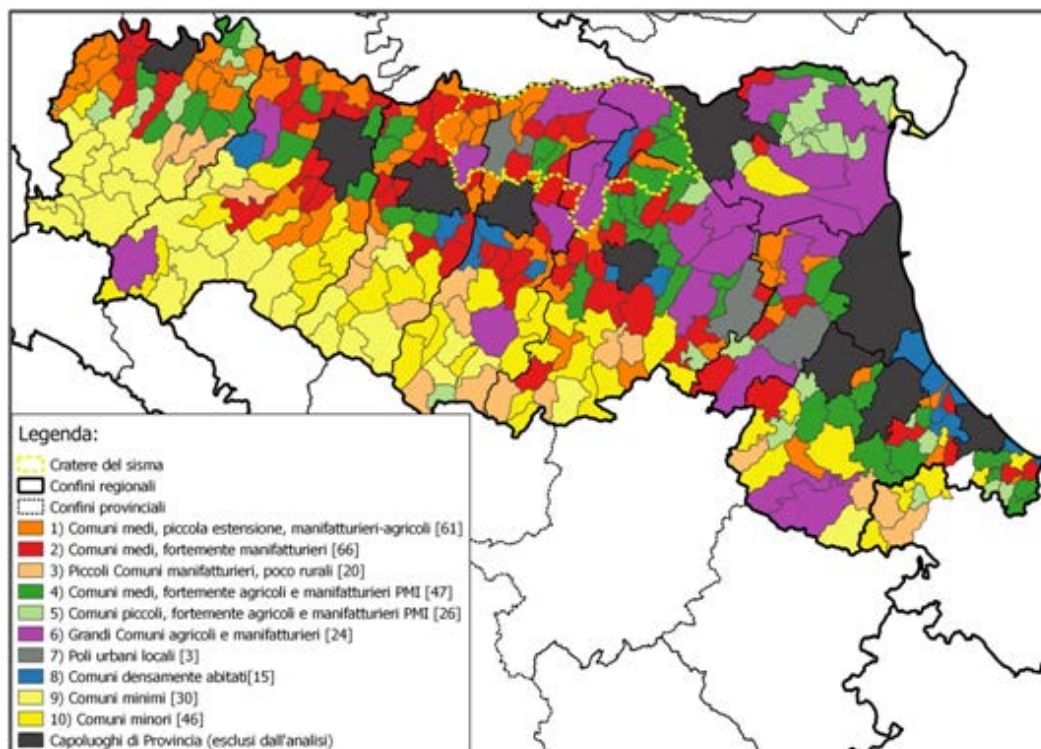 Legenda:
Cratere del sisma
Confini regionali
Confini provinciali
1) Comuni medi, piccola estensione, manifatturieri-agricoli [61]
2) Comuni medi, fortemente manifatturieri [66]
3) Piccoli Comuni manifatturieri, poco rurali [20]
4) Comuni medi, fortemente agricoli e manifatturieri PMI [47]
5) Comuni piccoli, fortemente agricoli e manifatturieri PMI [26]
6) Grandi Comuni agricoli e manifatturieri [24]
7) Poli urbani locali [3]
8) Comuni densamente abitati[15]
9) Comuni minimi [30]
10) Comuni minori [46]
Capoluoghi di Provincia (esclusi dall'analisi)